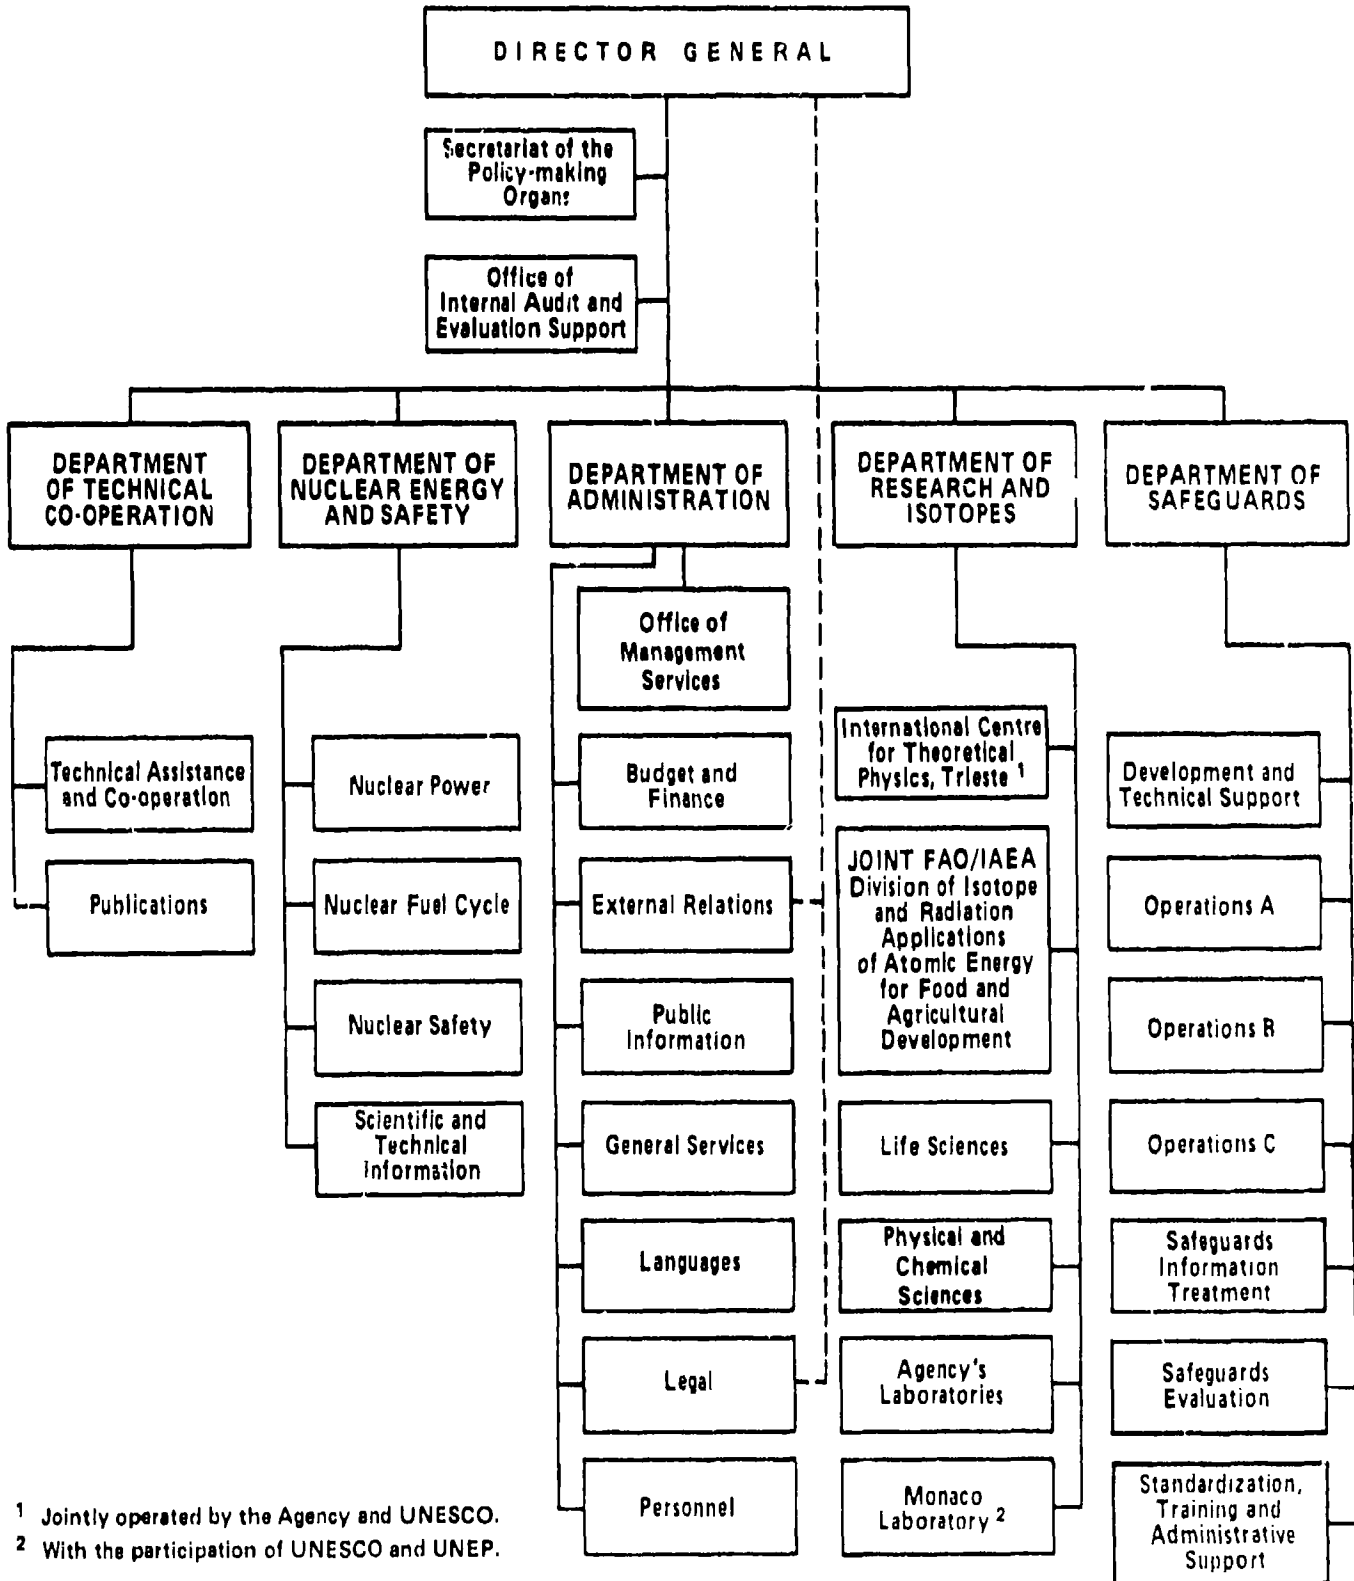 DIRECTOR GENERAL
Secretariat of the
Policy-making
Organs
Office of
Internal Audit and
Evaluation Support
DEPARTMENT
OF TECHNICAL
CO-OPERATION
DEPARTMENT OF
NUCLEAR ENERGY
AND SAFETY
DEPARTMENT OF
ADMINISTRATION
DEPARTMENT OF
RESEARCH AND
ISOTOPES
DEPARTMENT OF
SAFEGUARDS
Technical Assistance
and Co-operation
Publications
Nuclear Power
Nuclear Fuel Cycle
Nuclear Safety
Scientific and
Technical
Information
Office of
Management
Services
Budget and
Finance
External Relations
Public
Information
General Services
Languages
Legal
Personnel
International Centre
for Theoretical
Physics, Trieste 1
JOINT FAO/IAEA
Division of Isotope
and Radiation
Applications
of Atomic Energy
for Food and
Agricultural
Development
Life Sciences
Physical and
Chemical
Sciences
Agency's
Laboratories
Monaco
Laboratory 2
Development and
Technical Support
Operations A
Operations B
Operations C
Safeguards
Information
Treatment
Safeguards
Evaluation
Standardization,
Training and
Administrative
Support
1 Jointly operated by the Agency and UNESCO.
2 With the participation of UNESCO and UNEP.